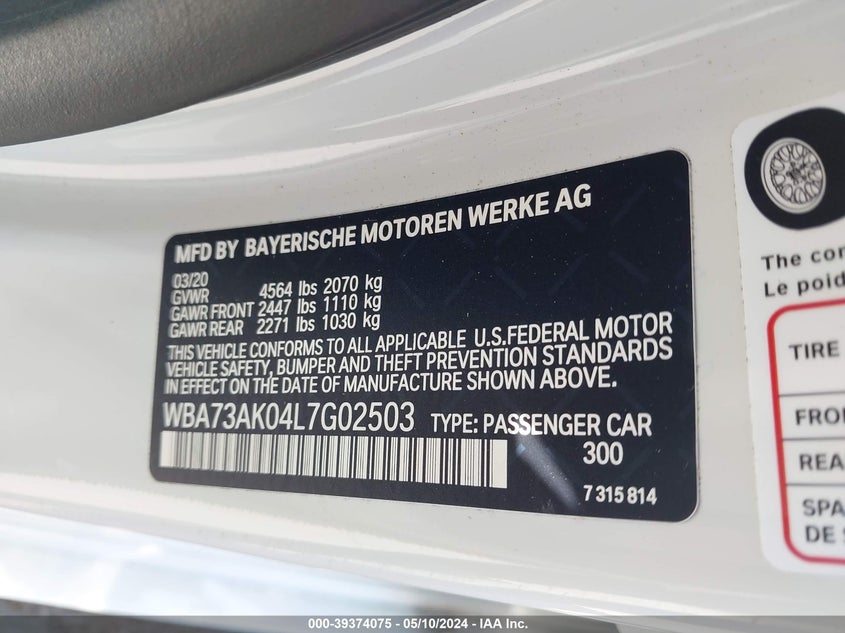 MFD BY BAYERISCHE MOTOREN WERKE AG
03/20
GVWR 4564 lbs 2070 kg
GAWR FRONT 2447 lbs 1110 kg
GAWR REAR 2271 lbs 1030 kg
THIS VEHICLE CONFORMS TO ALL APPLICABLE U.S.FEDERAL MOTOR
VEHICLE SAFETY, BUMPER AND THEFT PREVENTION STANDARDS
IN EFFECT ON THE DATE OF MANUFACTURE SHOWN ABOVE.
WBA73AK04L7G02503 TYPE: PASSENGER CAR
300
7 315 814
The com
Le poid
TIRE
FRO
REA
SPA
DE S
000-39374075 - 05/10/2024 - IAA Inc.